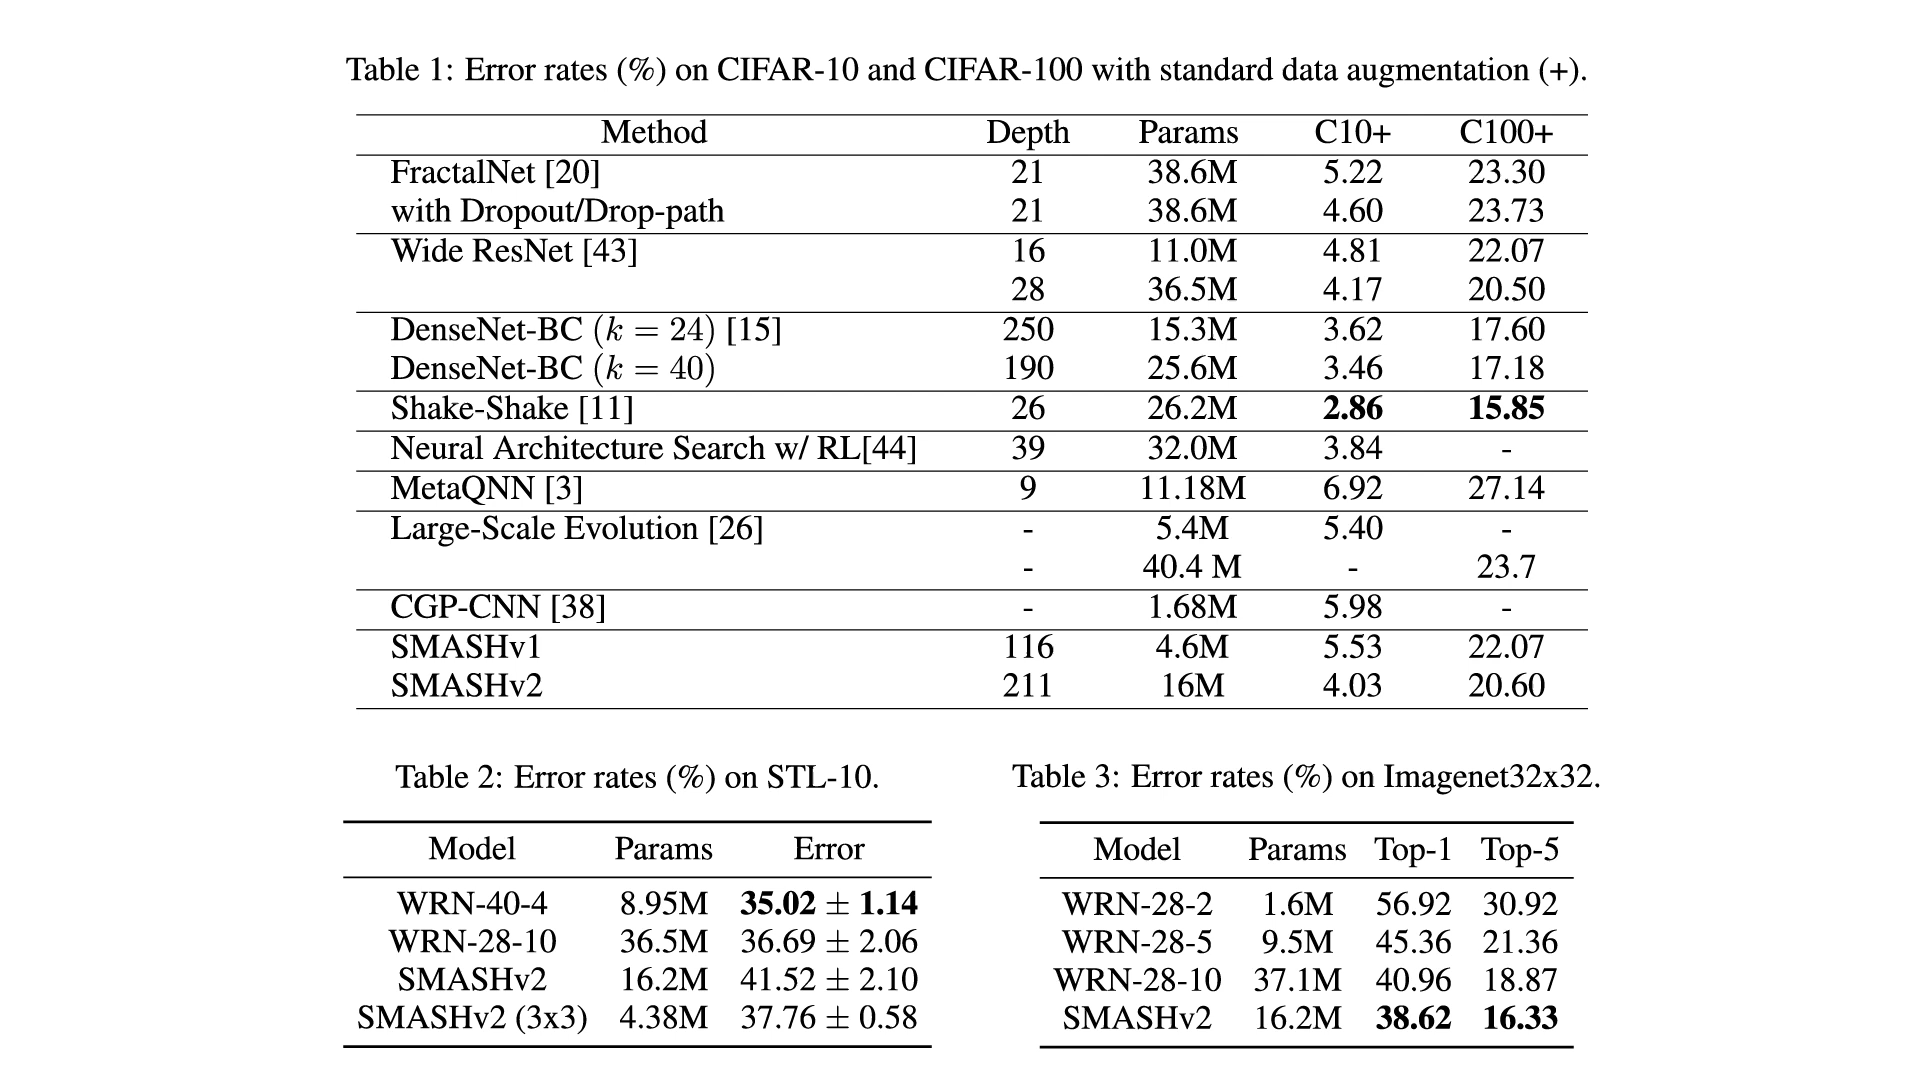 Table 1: Error rates (%) on CIFAR-10 and CIFAR-100 with standard data augmentation (+).
Method Depth Params C10+ C100+
FractalNet [20] 21 38.6M 5.22 23.30
with Dropout/Drop-path 21 38.6M 4.60 23.73
Wide ResNet [43] 16 11.0M 4.81 22.07
28 36.5M 4.17 20.50
DenseNet-BC (k = 24) [15] 250 15.3M 3.62 17.60
DenseNet-BC (k = 40) 190 25.6M 3.46 17.18
Shake-Shake [11] 26 26.2M 2.86 15.85
Neural Architecture Search w/ RL[44] 39 32.0M 3.84 -
MetaQNN [3] 9 11.18M 6.92 27.14
Large-Scale Evolution [26] - 5.4M 5.40 -
- 40.4 M - 23.7
CGP-CNN [38] - 1.68M 5.98 -
SMASHv1 116 4.6M 5.53 22.07
SMASHv2 211 16M 4.03 20.60
Table 2: Error rates (%) on STL-10.
Model Params Error
WRN-40-4 8.95M 35.02 ± 1.14
WRN-28-10 36.5M 36.69 ± 2.06
SMASHv2 16.2M 41.52 ± 2.10
SMASHv2 (3x3) 4.38M 37.76 ± 0.58
Table 3: Error rates (%) on Imagenet32x32.
Model Params Top-1 Top-5
WRN-28-2 1.6M 56.92 30.92
WRN-28-5 9.5M 45.36 21.36
WRN-28-10 37.1M 40.96 18.87
SMASHv2 16.2M 38.62 16.33